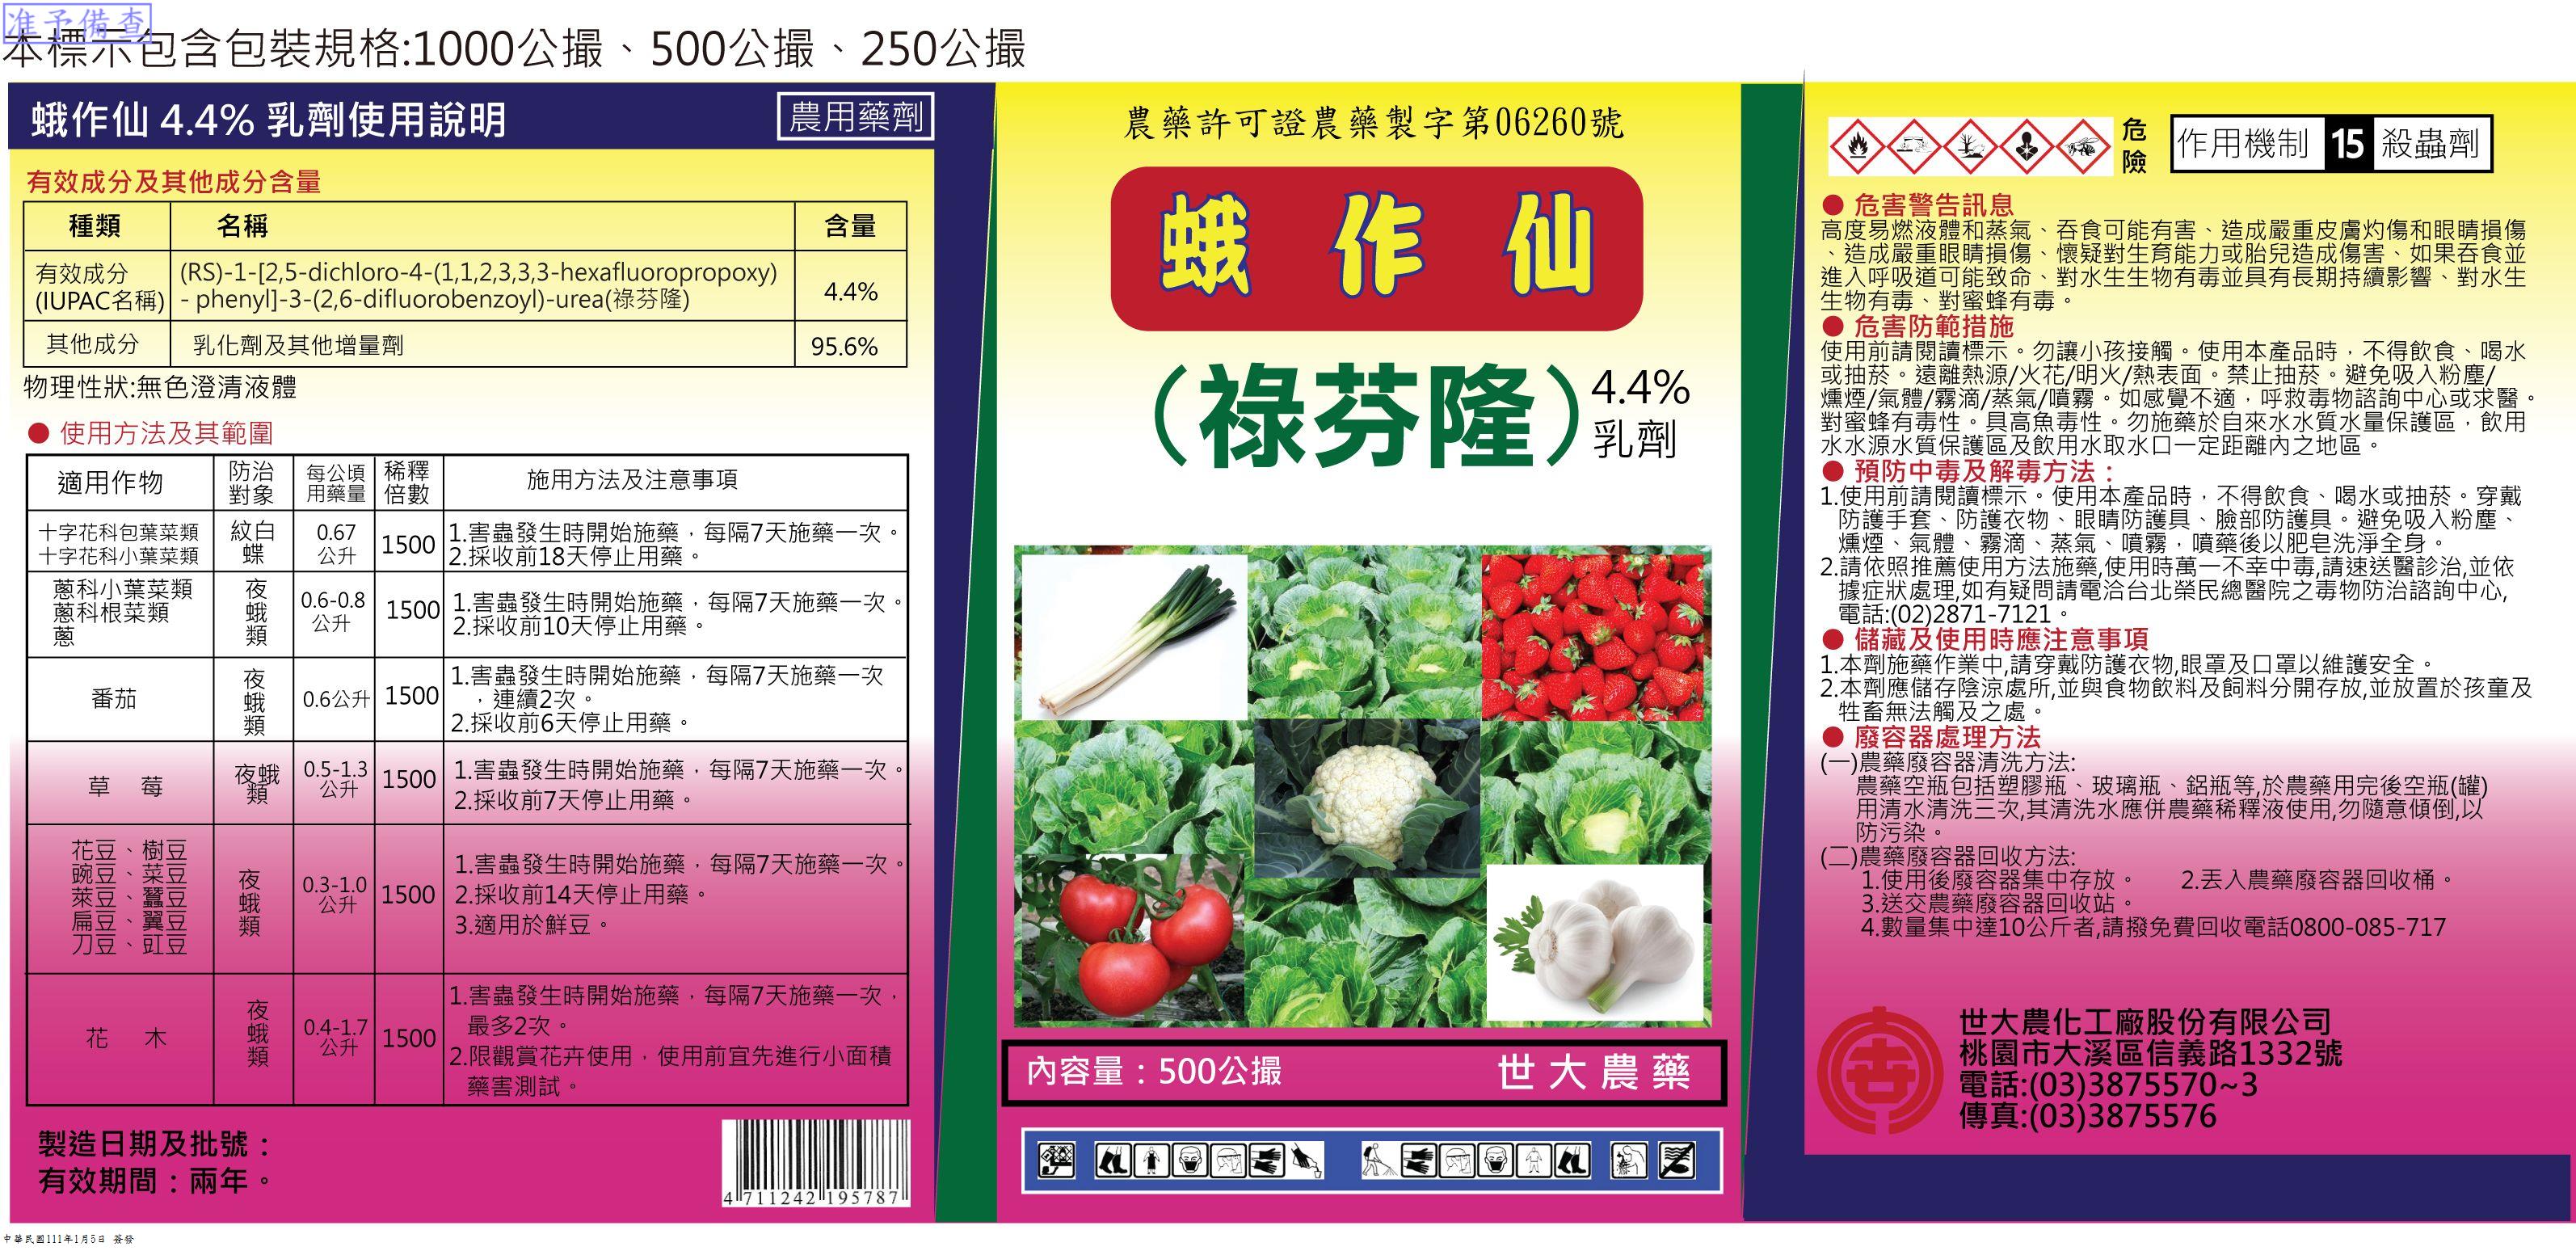 准予備查
本標示包含包裝規格:1000公撮、500公撮、250公撮
蛾作仙 4.4% 乳劑使用說明
農用藥劑
有效成分及其他成分含量
種類 名稱 含量
有效成分
(IUPAC名稱)
(RS)-1-[2,5-dichloro-4-(1,1,2,3,3,3-hexafluoropropoxy)
- phenyl]-3-(2,6-difluorobenzoyl)-urea(祿芬隆)
4.4%
其他成分 乳化劑及其他增量劑 95.6%
物理性狀:無色澄清液體
● 使用方法及其範圍
適用作物
防治
對象
每公頃
用藥量
稀釋
倍數
施用方法及注意事項
十字花科包葉菜類
十字花科小葉菜類
紋白
蝶
0.67
公升
1500
1.害蟲發生時開始施藥，每隔7天施藥一次。
2.採收前18天停止用藥。
蔥科小葉菜類
蔥科根菜類
蔥
夜
蛾
類
0.6-0.8
公升
1500
1.害蟲發生時開始施藥，每隔7天施藥一次。
2.採收前10天停止用藥。
番茄
夜
蛾
類
0.6公升
1500
1.害蟲發生時開始施藥，每隔7天施藥一次
，連續2次。
2.採收前6天停止用藥。
草 莓
夜蛾
類
0.5-1.3
公升
1500
1.害蟲發生時開始施藥，每隔7天施藥一次。
2.採收前7天停止用藥。
花豆、樹豆
豌豆、菜豆
萊豆、蠶豆
扁豆、翼豆
刀豆、豇豆
夜
蛾
類
0.3-1.0
公升
1500
1.害蟲發生時開始施藥，每隔7天施藥一次。
2.採收前14天停止用藥。
3.適用於鮮豆。
花 木
夜
蛾
類
0.4-1.7
公升
1500
1.害蟲發生時開始施藥，每隔7天施藥一次，
最多2次。
2.限觀賞花卉使用，使用前宜先進行小面積
藥害測試。
製造日期及批號：
有效期間：兩年。
4 711242 195787
農藥許可證農藥製字第06260號
蛾作仙
(祿芬隆)
4.4%
乳劑
內容量：500公撮
世大農藥
危
險
作用機制 15 殺蟲劑
● 危害警告訊息
高度易燃液體和蒸氣、吞食可能有害、造成嚴重皮膚灼傷和眼睛損傷
、造成嚴重眼睛損傷、懷疑對生育能力或胎兒造成傷害、如果吞食並
進入呼吸道可能致命、對水生生物有毒並具有長期持續影響、對水生
生物有毒、對蜜蜂有毒。
● 危害防範措施
使用前請閱讀標示。勿讓小孩接觸。使用本產品時，不得飲食、喝水
或抽菸。遠離熱源/火花/明火/熱表面。禁止抽菸。避免吸入粉塵/
燻煙/氣體/霧滴/蒸氣/噴霧。如感覺不適，呼救毒物諮詢中心或求醫。
對蜜蜂有毒性。具高魚毒性。勿施藥於自來水水質水量保護區，飲用
水水源水質保護區及飲用水取水口一定距離內之地區。
● 預防中毒及解毒方法：
1.使用前請閱讀標示。使用本產品時，不得飲食、喝水或抽菸。穿戴
防護手套、防護衣物、眼睛防護具、臉部防護具。避免吸入粉塵、
燻煙、氣體、霧滴、蒸氣、噴霧，噴藥後以肥皂洗淨全身。
2.請依照推薦使用方法施藥,使用時萬一不幸中毒,請速送醫診治,並依
據症狀處理,如有疑問請電洽台北榮民總醫院之毒物防治諮詢中心,
電話:(02)2871-7121。
● 儲藏及使用時應注意事項
1.本劑施藥作業中,請穿戴防護衣物,眼罩及口罩以維護安全。
2.本劑應儲存陰涼處所,並與食物飲料及飼料分開存放,並放置於孩童及
牲畜無法觸及之處。
● 廢容器處理方法
(一)農藥廢容器清洗方法:
農藥空瓶包括塑膠瓶、玻璃瓶、鋁瓶等,於農藥用完後空瓶(罐)
用清水清洗三次,其清洗水應併農藥稀釋液使用,勿隨意傾倒,以
防污染。
(二)農藥廢容器回收方法:
1.使用後廢容器集中存放。 2.丟入農藥廢容器回收桶。
3.送交農藥廢容器回收站。
4.數量集中達10公斤者,請撥免費回收電話0800-085-717
世大農化工廠股份有限公司
桃園市大溪區信義路1332號
電話:(03)3875570~3
傳真:(03)3875576
中華民國111年1月5日 簽發